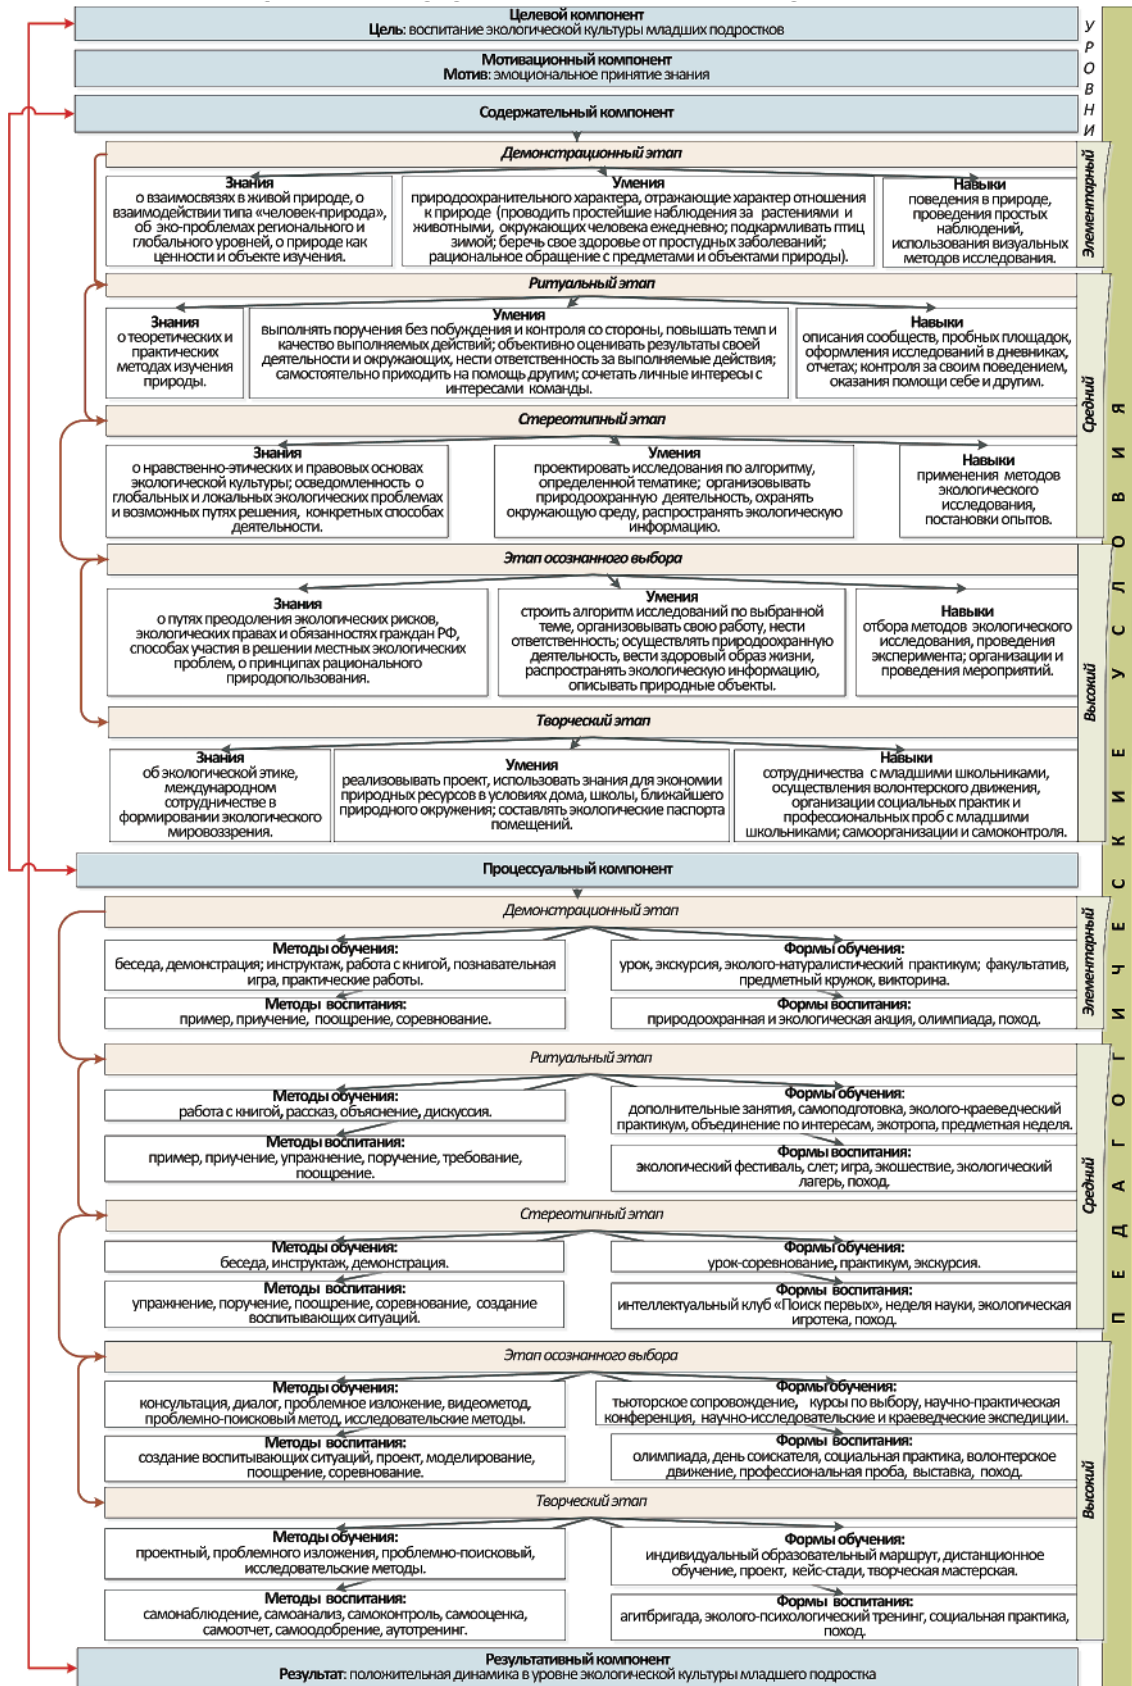 Целевой компонент
Цель: воспитание экологической культуры младших подростков
Мотивационный компонент
Мотив: эмоциональное принятие знания
Содержательный компонент
УРОВНИ
Демонстрационный этап
Элементарный
Знания
о взаимосвязях в живой природе, о
взаимодействии типа «человек-природа»,
об эко-проблемах регионального и
глобального уровней, о природе как
ценности и объекте изучения.
Умения
природоохранительного характера, отражающие характер отношения
к природе (проводить простейшие наблюдения за растениями и
животными, окружающих человека ежедневно; подкармливать птиц
зимой; беречь свое здоровье от простудных заболеваний;
рациональное обращение с предметами и объектами природы).
Навыки
поведения в природе,
проведения простых
наблюдений,
использования визуальных
методов исследования.
Ритуальный этап
Средний
Знания
о теоретических и
практических
методах изучения
природы.
Умения
выполнять поручения без побуждения и контроля со стороны, повышать темп и
качество выполняемых действий; объективно оценивать результаты своей
деятельности и окружающих, нести ответственность за выполняемые действия;
самостоятельно приходить на помощь другим; сочетать личные интересы с
интересами команды.
Навыки
описания сообществ, пробных площадок,
оформления исследований в дневниках,
отчетах; контроля за своим поведением,
оказания помощи себе и другим.
Стереотипный этап
Знания
о нравственно-этических и правовых основах
экологической культуры; осведомленность о
глобальных и локальных экологических проблемах
и возможных путях решения, конкретных способах
деятельности.
Умения
проектировать исследования по алгоритму,
определенной тематике; организовывать
природоохранную деятельность, охранять
окружающую среду, распространять экологическую
информацию.
Навыки
применения методов
экологического
исследования,
постановки опытов.
Этап осознанного выбора
Высокий
Знания
о путях преодоления экологических рисков,
экологических правах и обязанностях граждан РФ,
способах участия в решении местных экологических
проблем, о принципах рационального
природопользования.
Умения
строить алгоритм исследований по выбранной
теме, организовывать свою работу, нести
ответственность; осуществлять природоохранную
деятельность, вести здоровый образ жизни,
распространять экологическую информацию,
описывать природные объекты.
Навыки
отбора методов экологического
исследования, проведения
эксперимента; организации и
проведения мероприятий.
Творческий этап
Знания
об экологической этике,
международном
сотрудничестве в
формировании экологического
мировоззрения.
Умения
реализовывать проект, использовать знания для экономии
природных ресурсов в условиях дома, школы, ближайшего
природного окружения; составлять экологические паспорта
помещений.
Навыки
сотрудничества с младшими школьниками,
осуществления волонтерского движения,
организации социальных практик и
профессиональных проб с младшими
школьниками; самоорганизации и самоконтроля.
Процессуальный компонент
Демонстрационный этап
Элементарный
Методы обучения:
беседа, демонстрация; инструктаж, работа с книгой, познавательная
игра, практические работы.
Формы обучения:
урок, экскурсия, эколого-натуралистический практикум; факультатив,
предметный кружок, викторина.
Методы воспитания:
пример, приучение, поощрение, соревнование.
Формы воспитания:
природоохранная и экологическая акция, олимпиада, поход.
Ритуальный этап
Средний
Методы обучения:
работа с книгой, рассказ, объяснение, дискуссия.
Формы обучения:
дополнительные занятия, самоподготовка, эколого-краеведческий
практикум, объединение по интересам, экотропа, предметная неделя.
Методы воспитания:
пример, приучение, упражнение, поручение, требование,
поощрение.
Формы воспитания:
экологический фестиваль, слет; игра, экошествие, экологический
лагерь, поход.
Стереотипный этап
Методы обучения:
беседа, инструктаж, демонстрация.
Формы обучения:
урок-соревнование, практикум, экскурсия.
Методы воспитания:
упражнение, поручение, поощрение, соревнование, создание
воспитывающих ситуаций.
Формы воспитания:
интеллектуальный клуб «Поиск первых», неделя науки, экологическая
игротека, поход.
Этап осознанного выбора
Высокий
Методы обучения:
консультация, диалог, проблемное изложение, видеометод,
проблемно-поисковый метод, исследовательские методы.
Формы обучения:
тьюторское сопровождение, курсы по выбору, научно-практическая
конференция, научно-исследовательские и краеведческие экспедиции.
Методы воспитания:
создание воспитывающих ситуаций, проект, моделирование,
поощрение, соревнование.
Формы воспитания:
олимпиада, день соискателя, социальная практика, волонтерское
движение, профессиональная проба, выставка, поход.
Творческий этап
Методы обучения:
проектный, проблемного изложения, проблемно-поисковый,
исследовательские методы.
Формы обучения:
индивидуальный образовательный маршрут, дистанционное
обучение, проект, кейс-стади, творческая мастерская.
Методы воспитания:
самонаблюдение, самоанализ, самоконтроль, самооценка,
самоотчет, самоодобрение, аутотренинг.
Формы воспитания:
агитбригада, эколого-психологический тренинг, социальная практика,
поход.
Результативный компонент
Результат: положительная динамика в уровне экологической культуры младшего подростка
ПЕДАГОГИЧЕСКИЕ УСЛОВИЯ